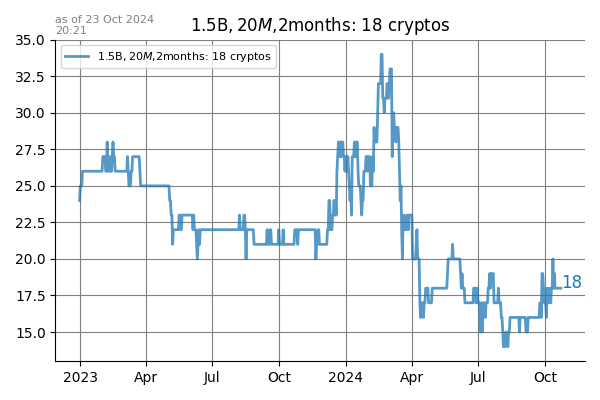 as of 23 Oct 2024
20:21
1.5B, 20M,2months: 18 cryptos
1.5B, 20M,2months: 18 cryptos
35.0
32.5
30.0
27.5
25.0
22.5
20.0
17.5
15.0
18
2023
Apr
Jul
Oct
2024
Apr
Jul
Oct